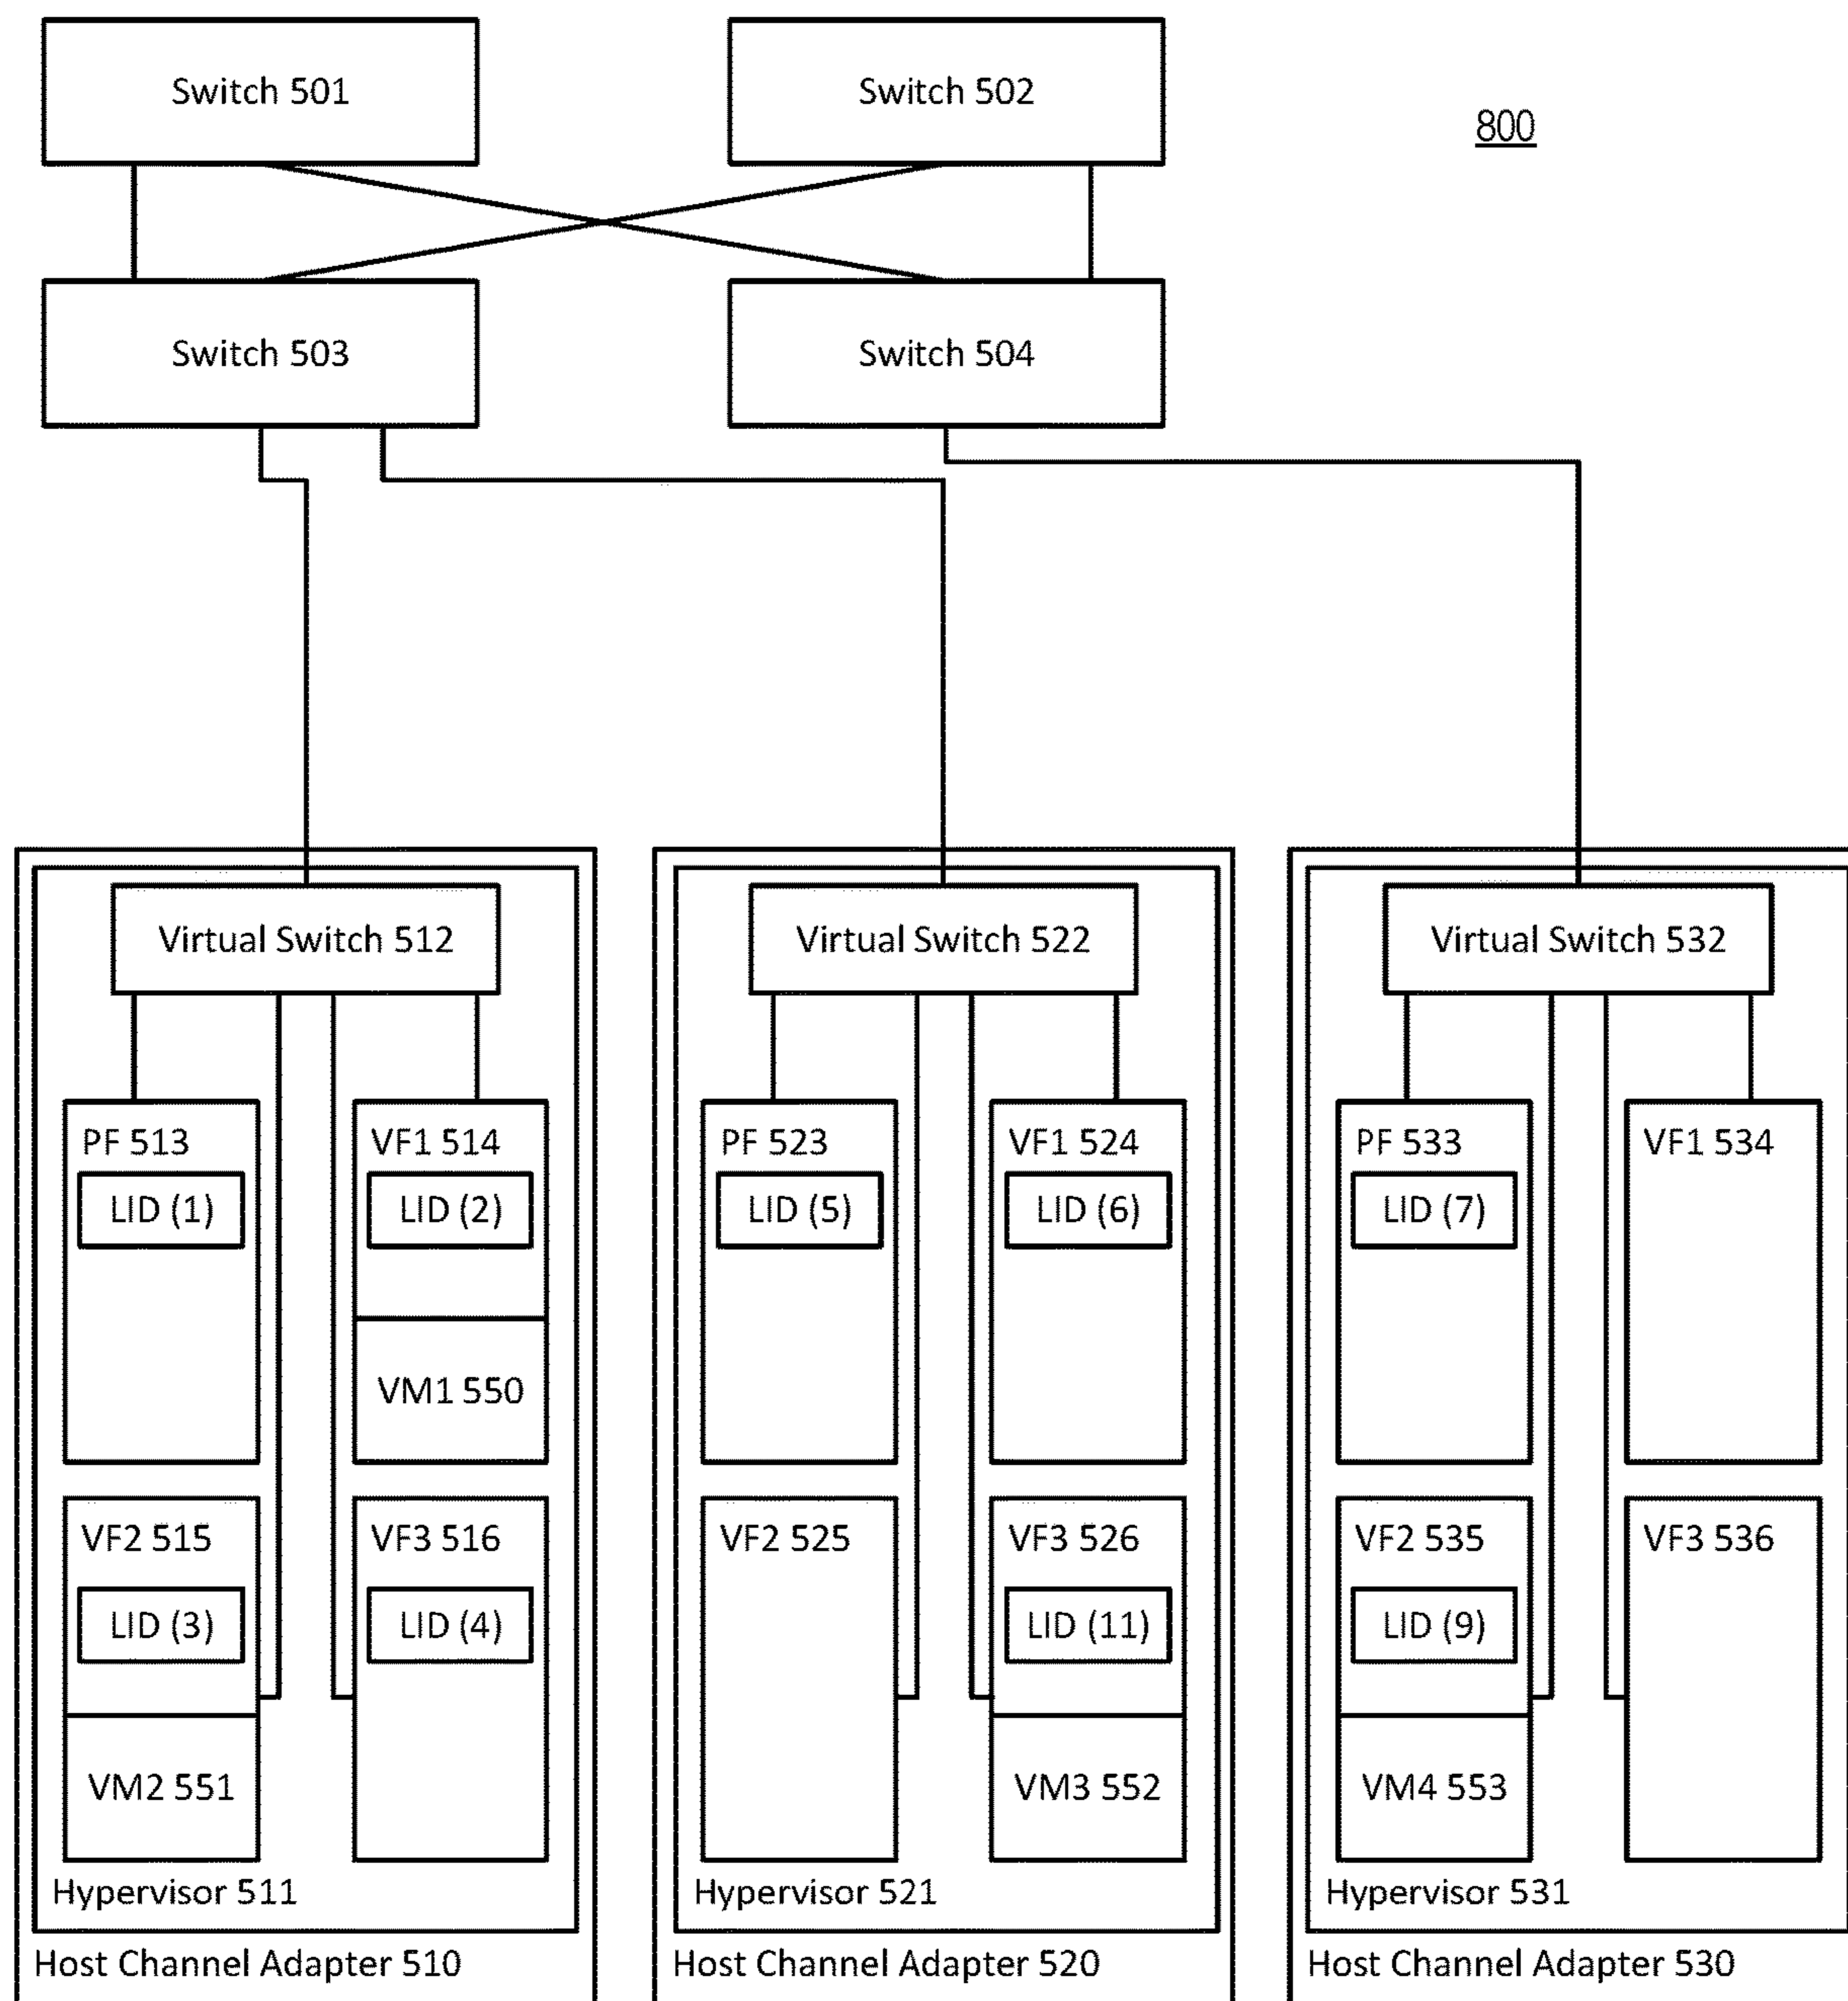 Switch 501
Switch 502
800
Switch 503
Switch 504
Virtual Switch 512
Virtual Switch 522
Virtual Switch 532
PF 513
LID (1)
VF1 514
LID (2)
VM1 550
PF 523
LID (5)
VF1 524
LID (6)
PF 533
LID (7)
VF1 534
VF2 515
LID (3)
VM2 551
VF3 516
LID (4)
VF2 525
VF3 526
LID (11)
VM3 552
VF2 535
LID (9)
VM4 553
VF3 536
Hypervisor 511
Hypervisor 521
Hypervisor 531
Host Channel Adapter 510
Host Channel Adapter 520
Host Channel Adapter 530